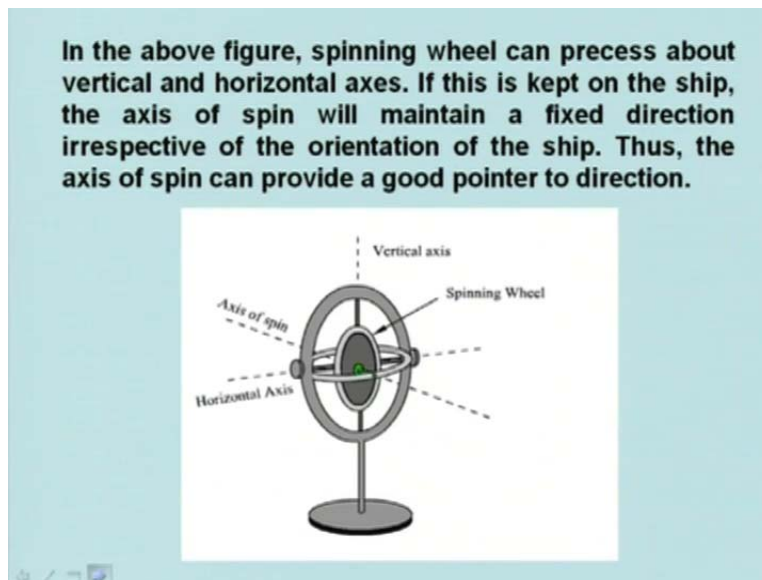 In the above figure, spinning wheel can precess about
vertical and horizontal axes. If this is kept on the ship,
the axis of spin will maintain a fixed direction
irrespective of the orientation of the ship. Thus, the
axis of spin can provide a good pointer to direction.
Vertical axis
Spinning Wheel
Axis of spin
Horizontal Axis